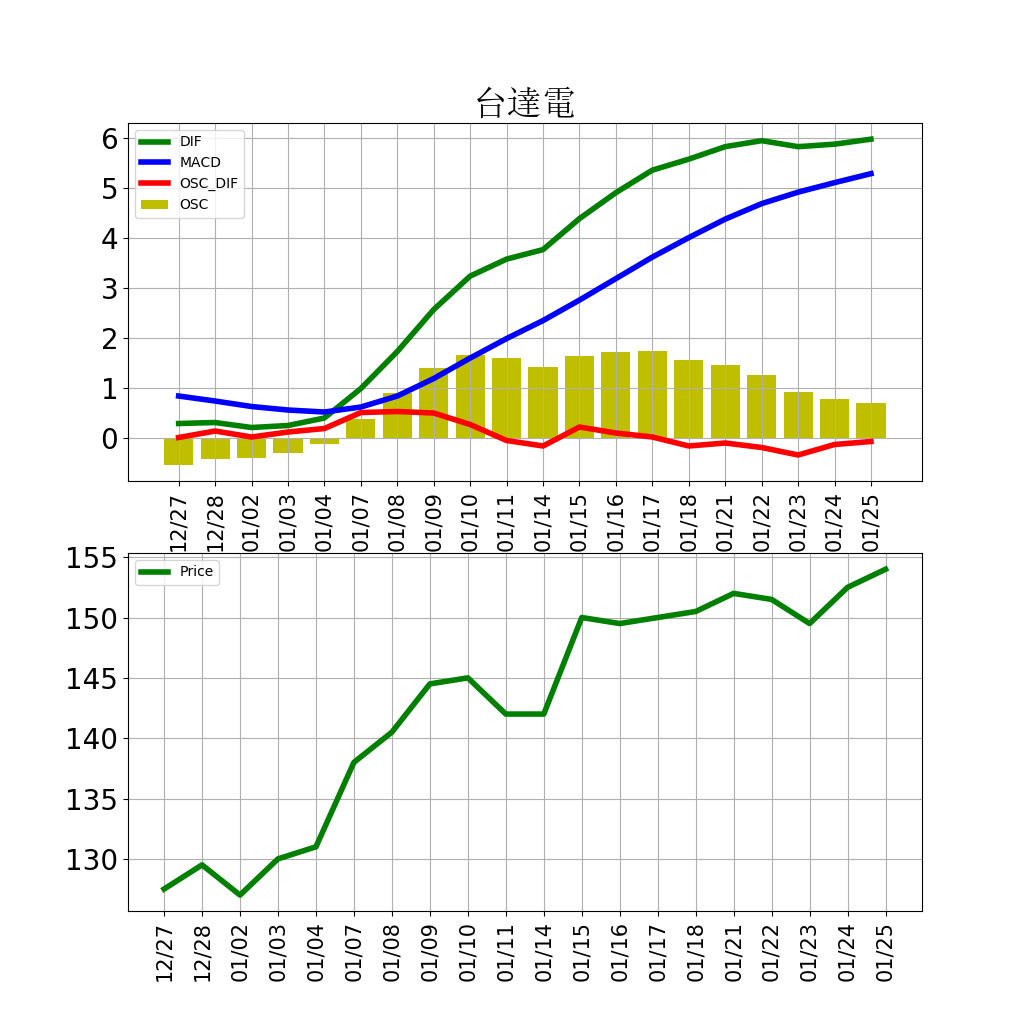 台達電
6
5
4
3
2
1
0
DIF
MACD
OSC_DIF
OSC
12/27 12/28 01/02 01/03 01/04 01/07 01/08 01/09 01/10 01/11 01/14 01/15 01/16 01/17 01/18 01/21 01/22 01/23 01/24 01/25
155
150
145
140
135
130
Price
12/27 12/28 01/02 01/03 01/04 01/07 01/08 01/09 01/10 01/11 01/14 01/15 01/16 01/17 01/18 01/21 01/22 01/23 01/24 01/25